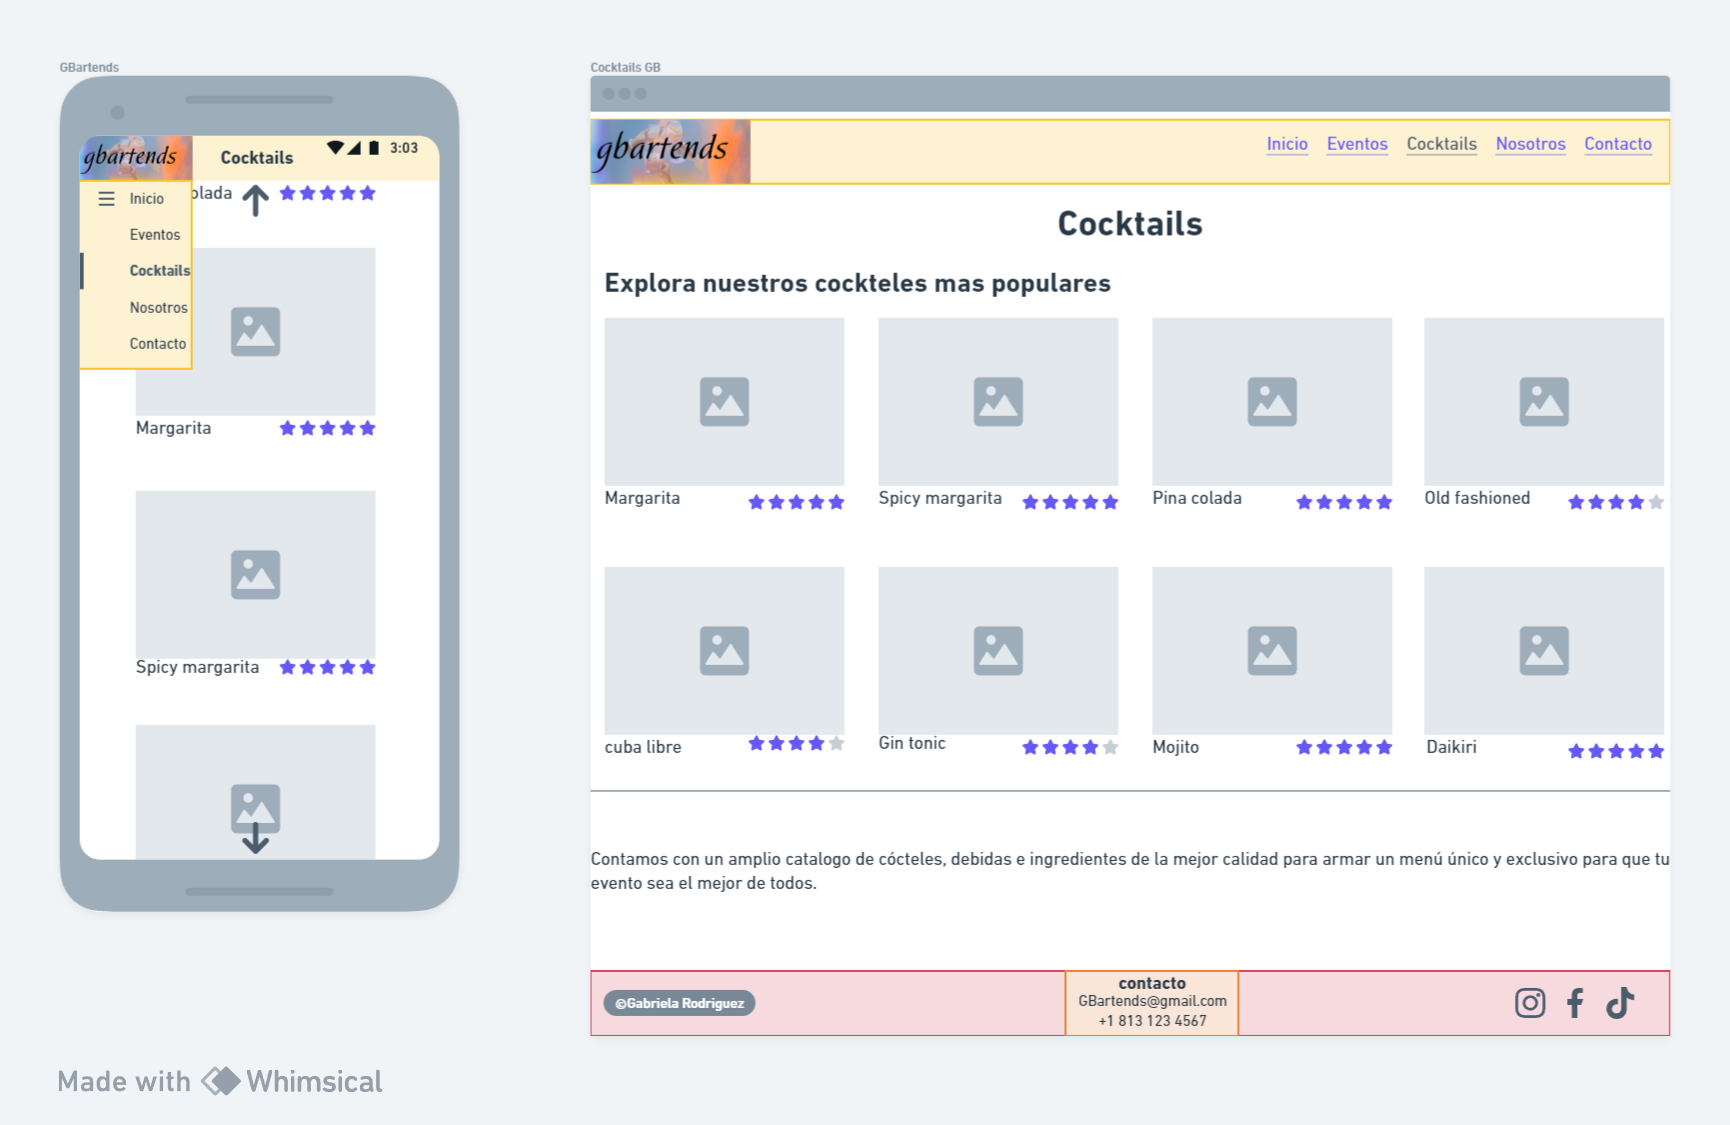 GBartends
gbartends
Cocktails
3:03
olada
Inicio
Eventos
Cocktails
Nosotros
Contacto
Margarita
Spicy margarita
Cocktails GB
gbartends
Inicio Eventos Cocktails Nosotros Contacto
Cocktails
Explora nuestros cockteles mas populares
Margarita Spicy margarita Pina colada Old fashioned
cuba libre Gin tonic Mojito Daikiri
Contamos con un amplio catalogo de cócteles, debidas e ingredientes de la mejor calidad para armar un menú único y exclusivo para que tu
evento sea el mejor de todos.
©Gabriela Rodriguez
contacto
GBartends@gmail.com
+1 813 123 4567
Made with Whimsical